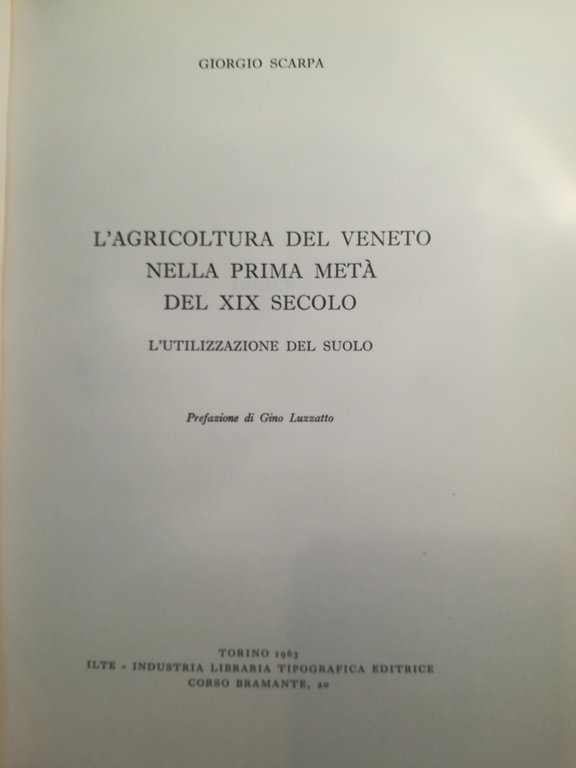 GIORGIO SCARPA
L'AGRICOLTURA DEL VENETO
NELLA PRIMA METÀ
DEL XIX SECOLO
L'UTILIZZAZIONE DEL SUOLO
Prefazione di Gino Luzzatto
TORINO 1963
ILTE - INDUSTRIA LIBRARIA TIPOGRAFICA EDITRICE
CORSO BRAMANTE, 20